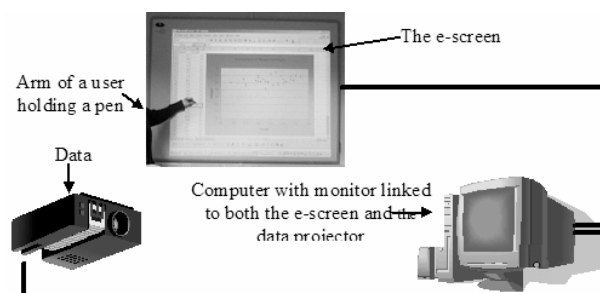 The e-screen
Arm of a user
holding a pen
Data
Computer with monitor linked
to both the e-screen and the
data projector